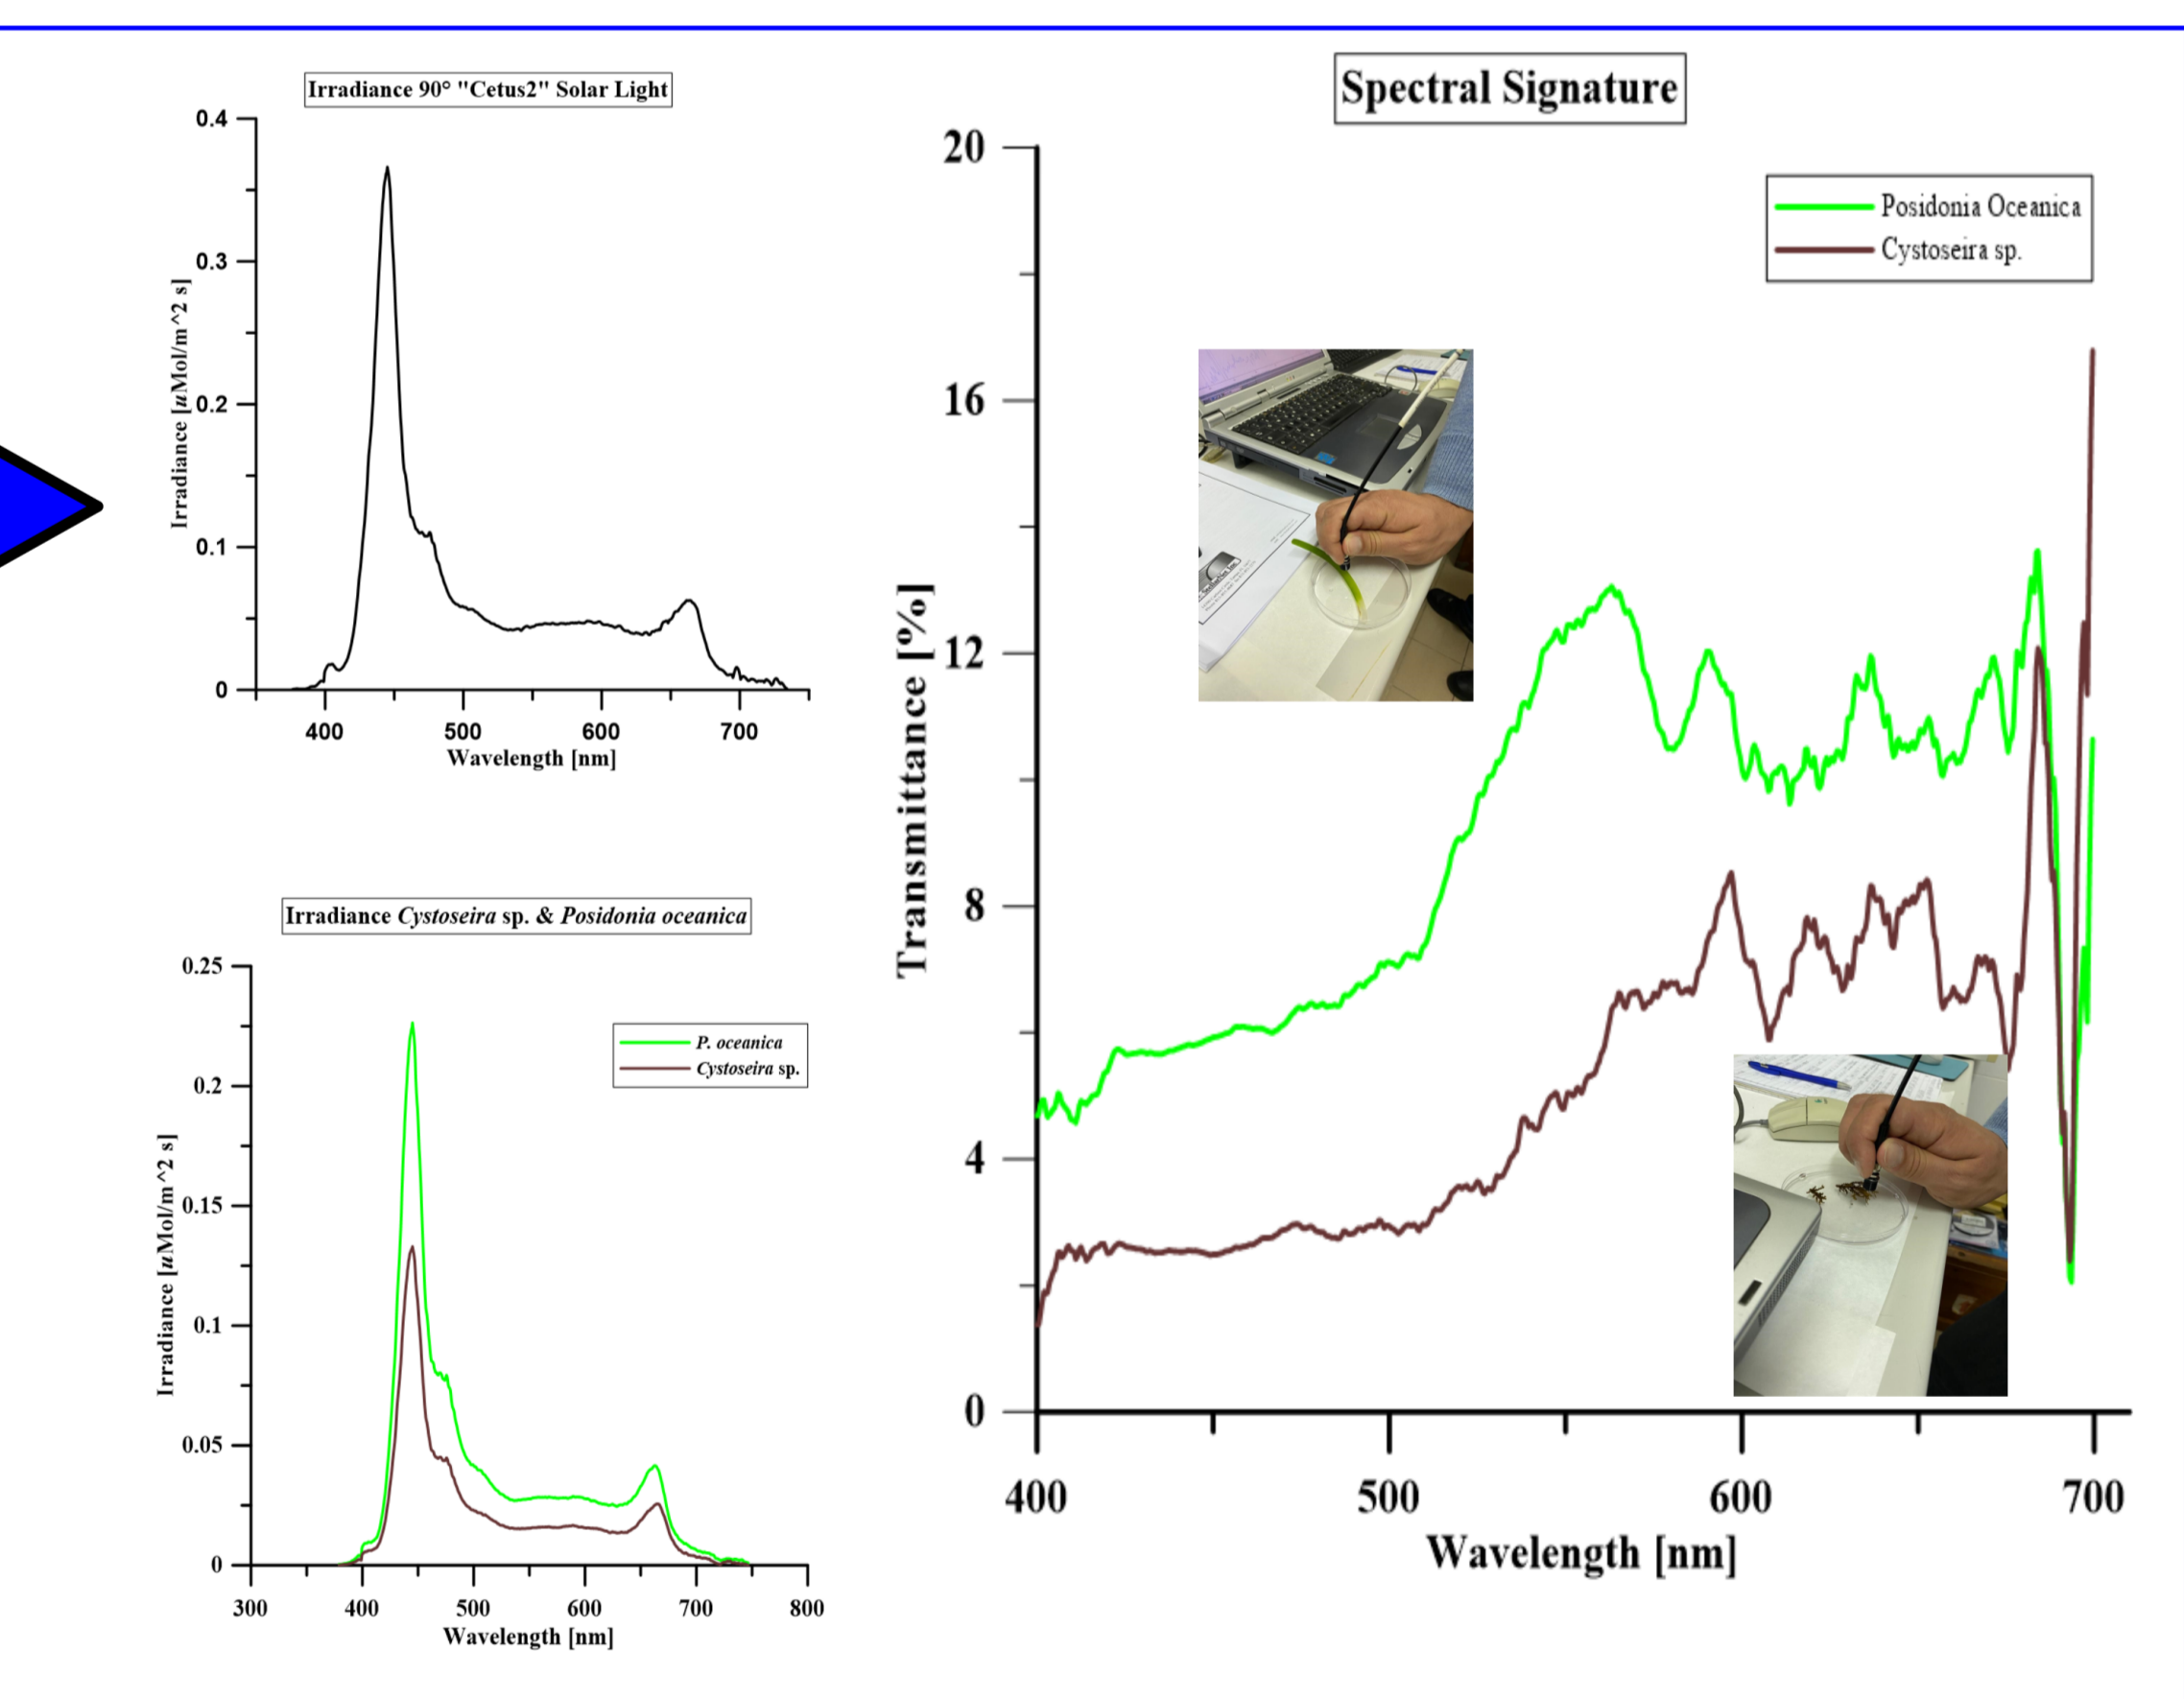 Irradiance 90° "Cetus2" Solar Light
0.4
0.3
0.2
0.1
0
Irradiance [uMol/m^2 s]
400 500 600 700
Wavelength [nm]
Irradiance Cystoseira sp. & Posidonia oceanica
0.25
0.2
0.15
0.1
0.05
0
Irradiance [uMol/m^2 s]
P. oceanica
Cystoseira sp.
300 400 500 600 700 800
Wavelength [nm]
Spectral Signature
20
16
12
8
4
0
Transmittance [%]
Posidonia Oceanica
Cystoseira sp.
400 500 600 700
Wavelength [nm]